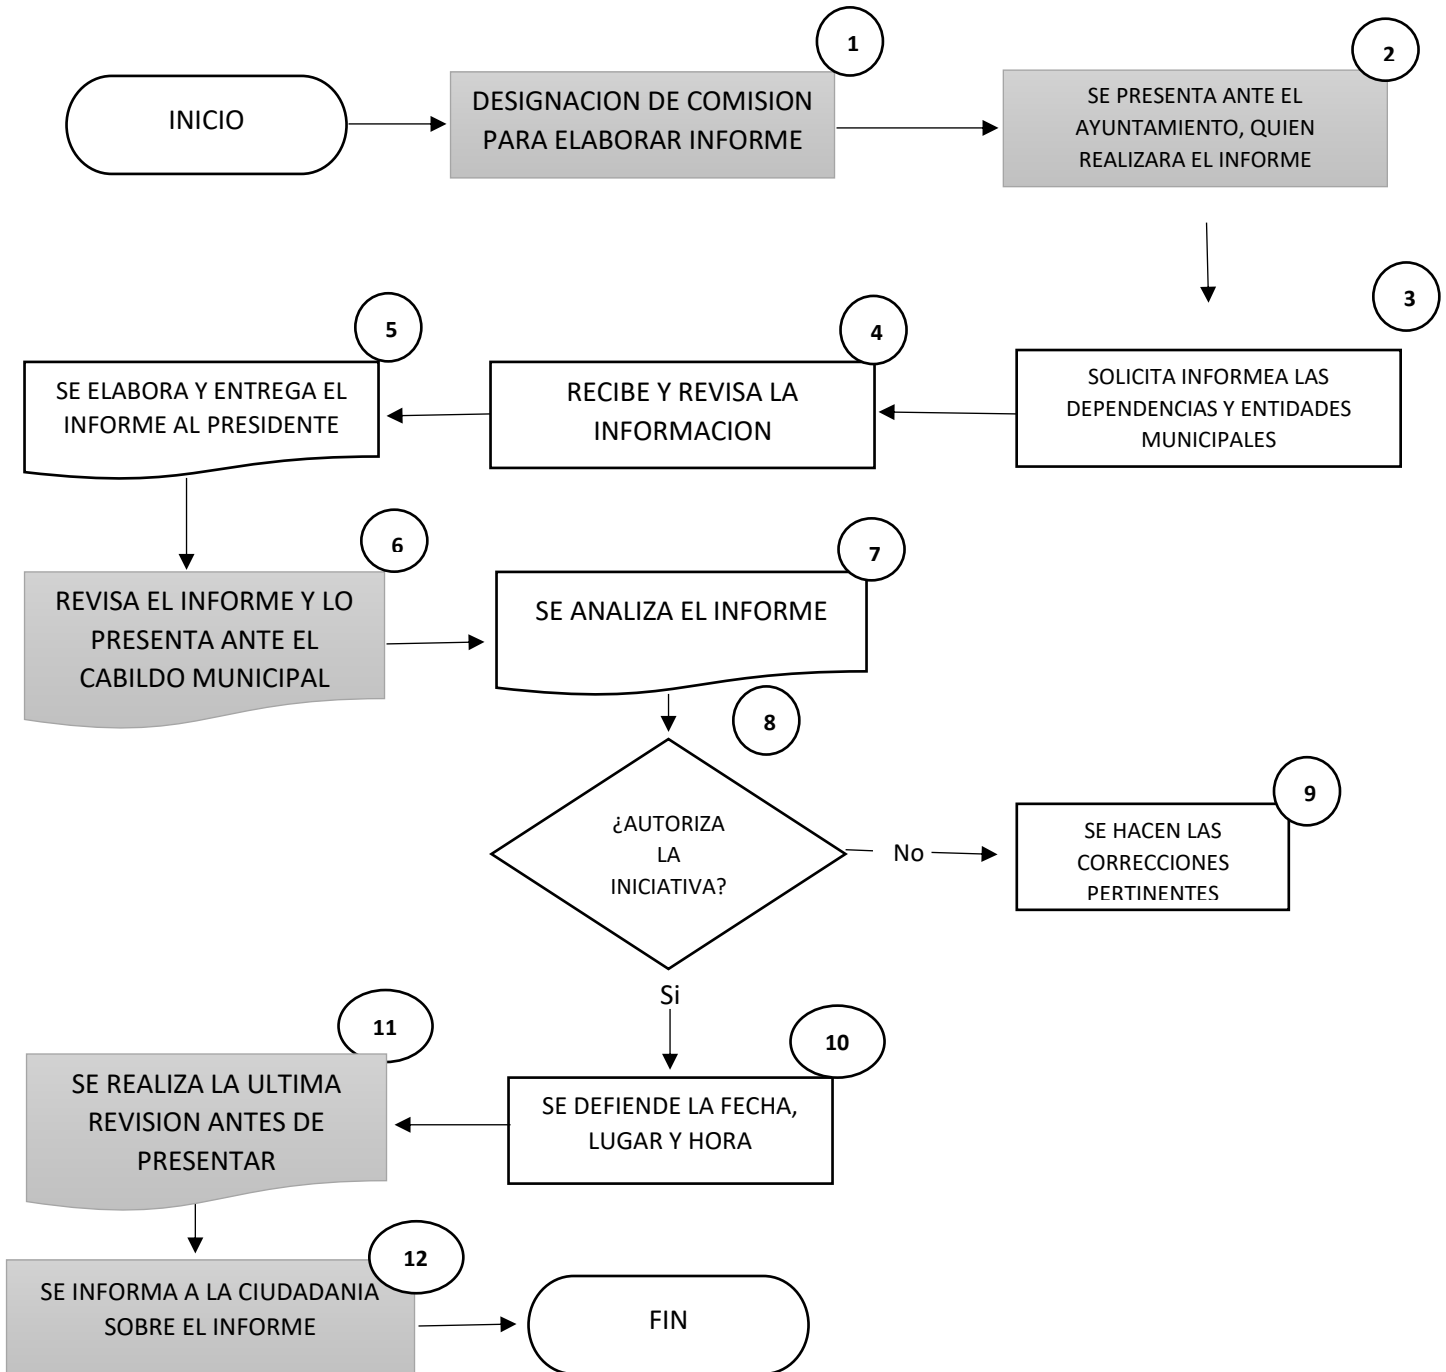 INICIO
1
DESIGNACION DE COMISION
PARA ELABORAR INFORME
2
SE PRESENTA ANTE EL
AYUNTAMIENTO, QUIEN
REALIZARA EL INFORME
3
SOLICITA INFORMEA LAS
DEPENDENCIAS Y ENTIDADES
MUNICIPALES
4
RECIBE Y REVISA LA
INFORMACION
5
SE ELABORA Y ENTREGA EL
INFORME AL PRESIDENTE
6
REVISA EL INFORME Y LO
PRESENTA ANTE EL
CABILDO MUNICIPAL
7
SE ANALIZA EL INFORME
8
¿AUTORIZA
LA
INICIATIVA?
No
9
SE HACEN LAS
CORRECCIONES
PERTINENTES
Si
10
SE DEFIENDE LA FECHA,
LUGAR Y HORA
11
SE REALIZA LA ULTIMA
REVISION ANTES DE
PRESENTAR
12
SE INFORMA A LA CIUDADANIA
SOBRE EL INFORME
FIN